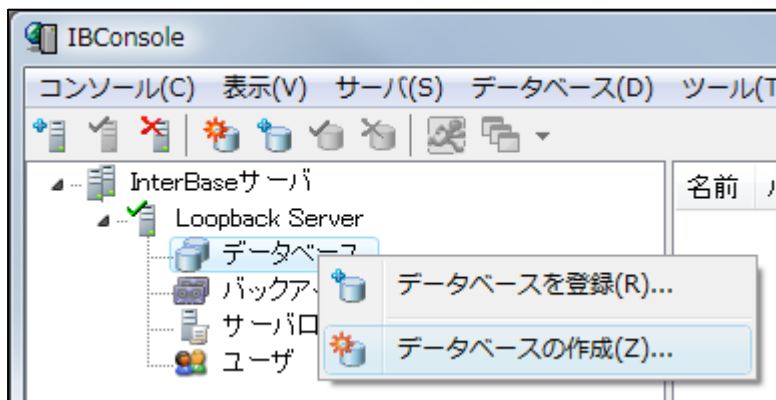 IBConsole
コンソール(C) 表示(V) サーバ(S) データベース(D) ツール(T
InterBaseサーバ
名前
Loopback Server
データベース
データベースを登録(R)...
バックア
サーバロ
データベースの作成(Z)...
ユーザ